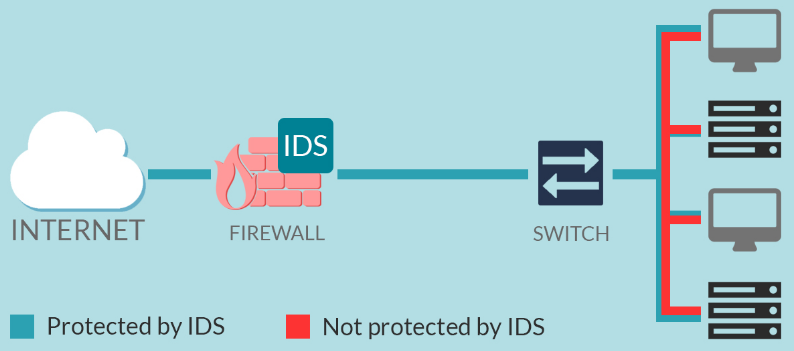 IDS
INTERNET
FIREWALL
SWITCH
Protected by IDS
Not protected by IDS